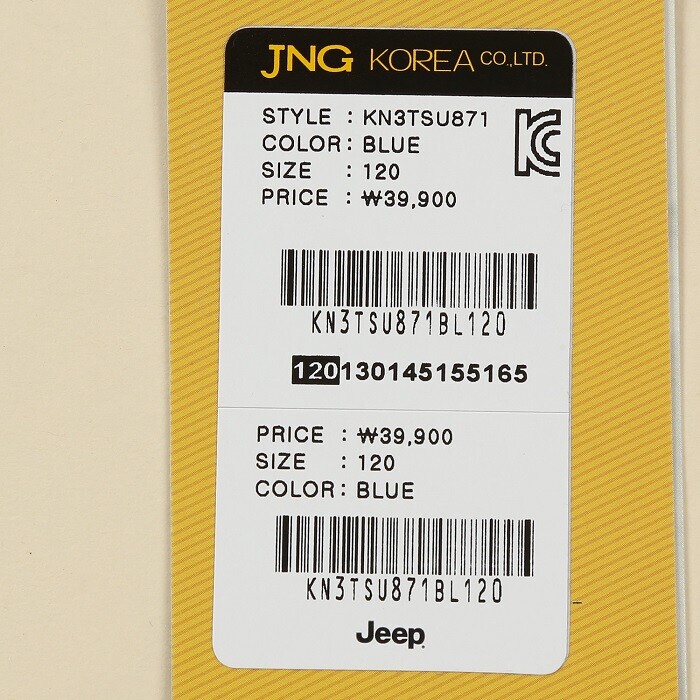 JNG KOREA CO.,LTD.
STYLE : KN3TSU871
COLOR : BLUE
SIZE : 120
PRICE : ₩39,900
KN3TSU871BL120
120130145155165
PRICE : ₩39,900
SIZE : 120
COLOR : BLUE
KN3TSU871BL120
Jeep